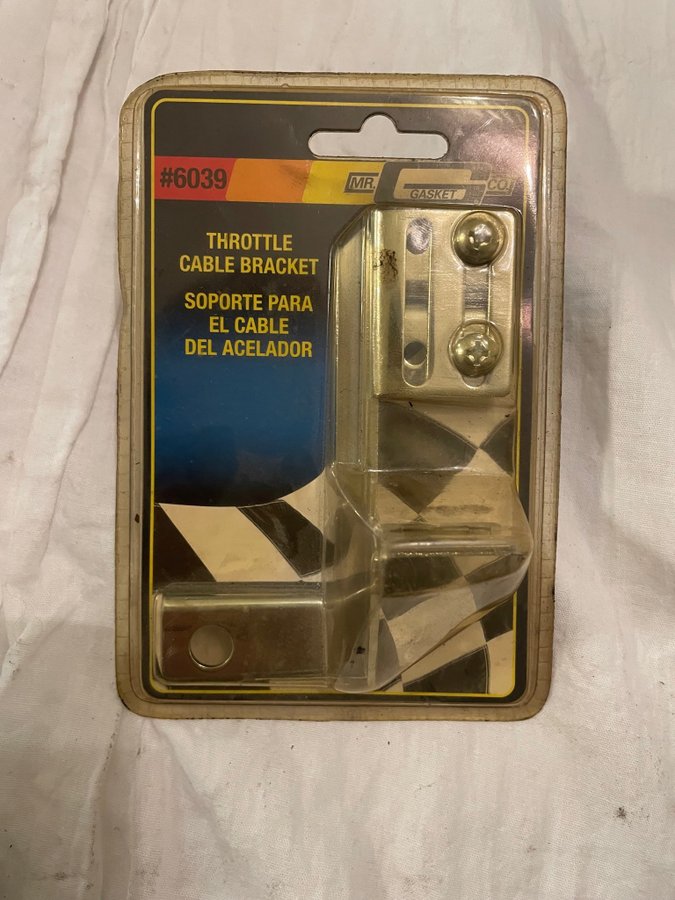 #6039
MR. GASKET CO.
THROTTLE
CABLE BRACKET
SOPORTE PARA
EL CABLE
DEL ACELADOR